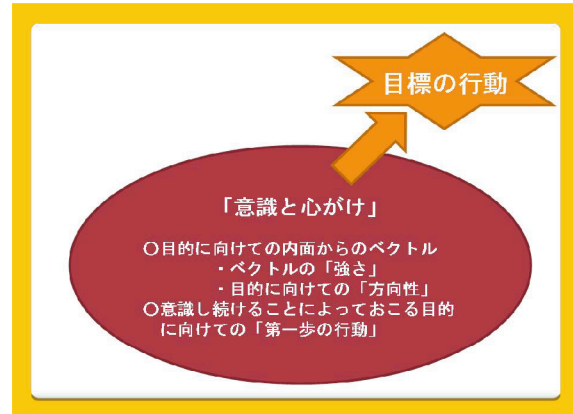 目標の行動
「意識と心がけ」
○目的に向けての内面からのベクトル
・ベクトルの「強さ」
・目的に向けての「方向性」
○意識し続けることによっておこる目的
に向けての「第一歩の行動」